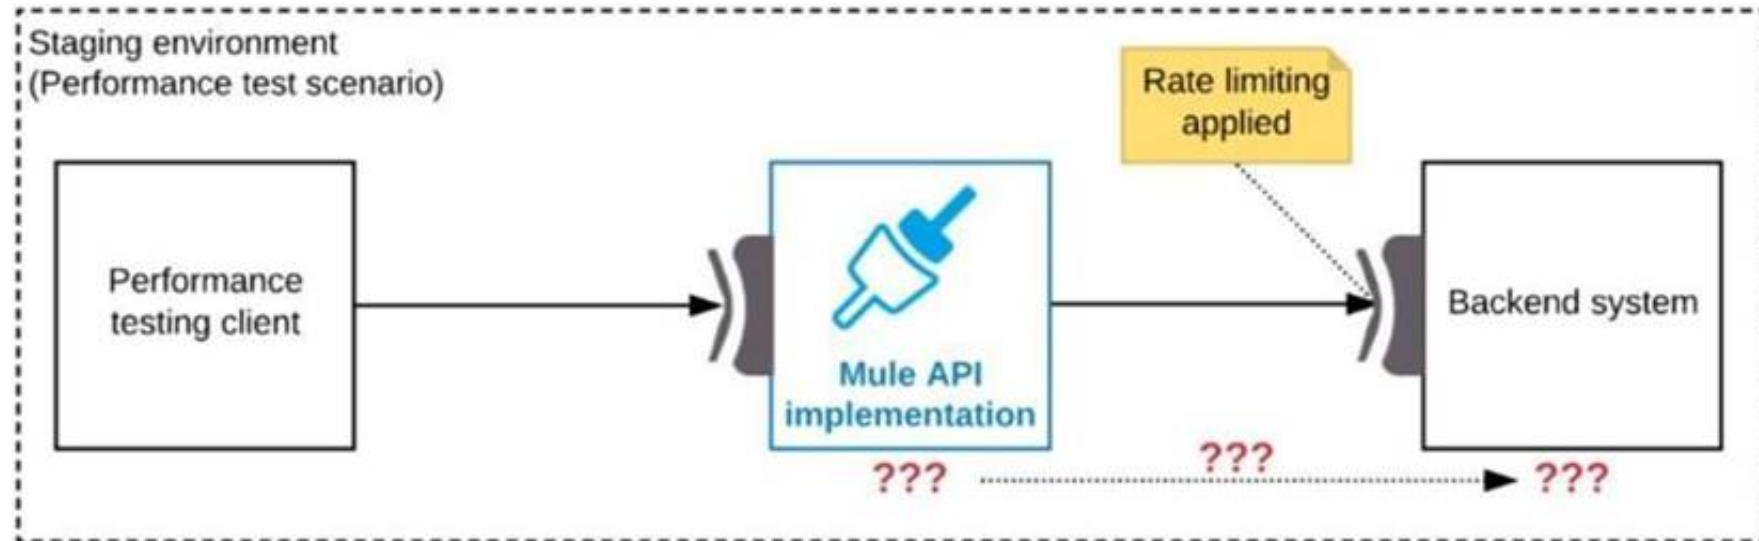 Staging environment
(Performance test scenario)
Rate limiting
applied
Performance
testing client
Mule API
implementation
Backend system
???
???
???